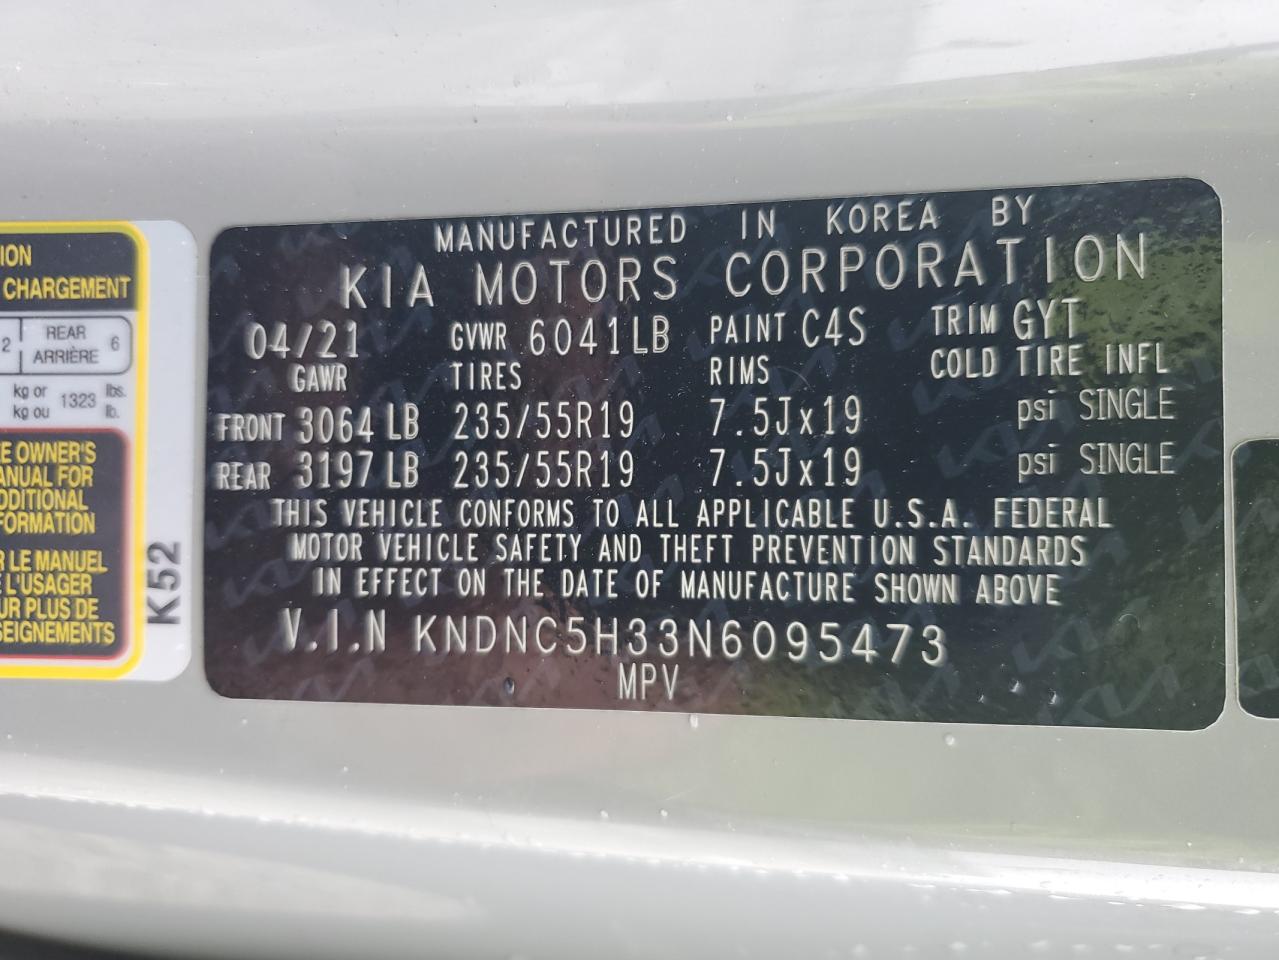 MANUFACTURED IN KOREA BY
KIA MOTORS CORPORATION
04/21 GVWR 6041LB PAINT C4S TRIM GYT
GAWR TIRES RIMS COLD TIRE INFL
FRONT 3064 LB 235/55R19 7.5Jx19 psi SINGLE
REAR 3197 LB 235/55R19 7.5Jx19 psi SINGLE
THIS VEHICLE CONFORMS TO ALL APPLICABLE U.S.A. FEDERAL
MOTOR VEHICLE SAFETY AND THEFT PREVENTION STANDARDS
IN EFFECT ON THE DATE OF MANUFACTURE SHOWN ABOVE
V.I.N KNDNC5H33N6095473
MPV
ION
CHARGEMENT
2 REAR 6
ARRIÈRE
kg or 1323 lbs.
kg ou lb.
E OWNER'S
ANUAL FOR
DDITIONAL
FORMATION
R LE MANUEL
E L'USAGER
UR PLUS DE
SEIGNEMENTS
K52